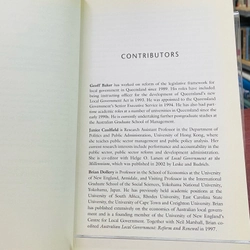 CONTRIBUTORS
Geoff Baker has worked on reform of the legislative framework for
local government in Queensland since 1989. His roles have included
being instructing officer for the development of Queensland's new
Local Government Act in 1993. He was appointed to the Queensland
Government's Senior Executive Service in 1994. He has also held part-
time academic roles at a number of universities in Queensland since the
early 1990s. He is currently undertaking further postgraduate studies at
the Australian Graduate School of Management.
Janice Caulfield is Research Assistant Professor in the Department of
Politics and Public Administration, University of Hong Kong, where
she teaches public sector management and public policy analysis. Her
current research interests include performance and accountability in the
public sector, public sector reform and decentralisation in the region.
She is co-editor with Helge O. Larsen of Local Government at the
Millennium, published in 2002 by Leske and Budrich.
Brian Dollery is Professor in the School of Economics at the University
of New England, Armidale, and Visiting Professor in the International
Graduate School of the Social Sciences, Yokohama National University,
Yokohama, Japan. He has previously held academic positions at the
University of South Africa, Rhodes University, East Carolina State
University, the University of Cape Town and Creighton University. Brian
has published extensively on the economics of Australian local govern-
ment and is a founding member of the University of New England's
Centre for Local Government. Together with Neil Marshall, Brian co-
edited Australian Local Government: Reform and Renewal in 1997.